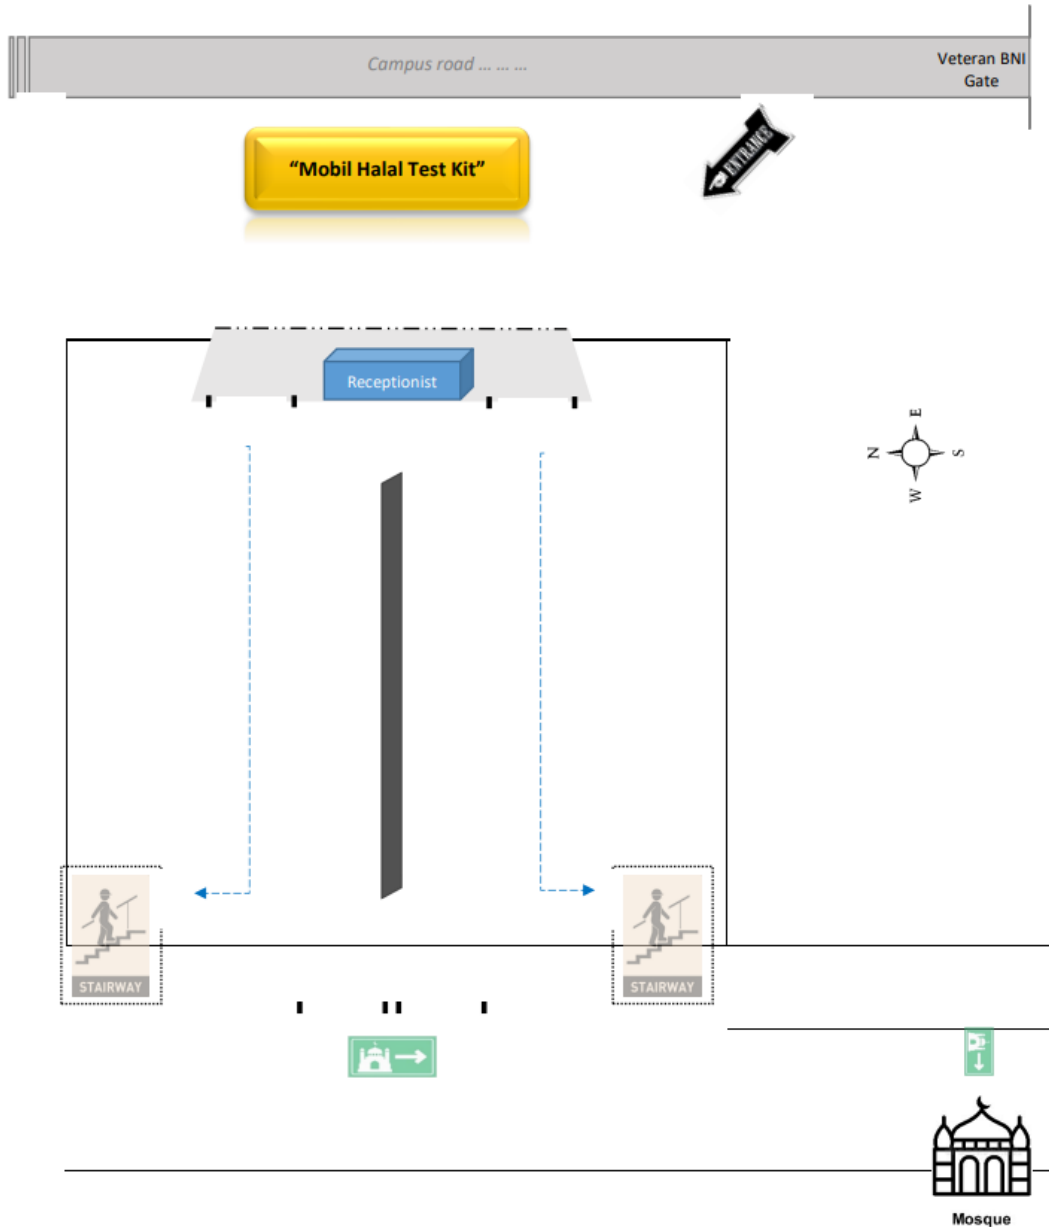 Campus road ... ... ...
Veteran BNI
Gate
“Mobil Halal Test Kit”
ENTRANCE
Receptionist
E
N
S
W
STAIRWAY
STAIRWAY
Mosque